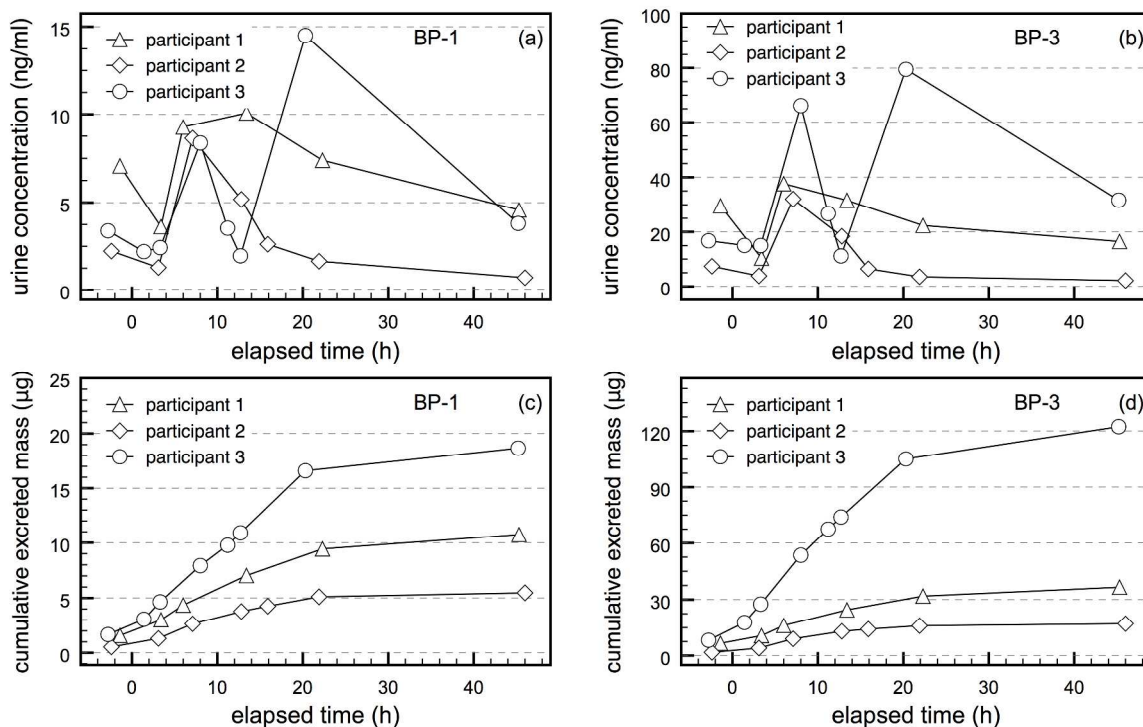 urine concentration (ng/ml)
15
10
5
0
participant 1
participant 2
participant 3
BP-1
(a)
0 10 20 30 40
elapsed time (h)
urine concentration (ng/ml)
100
80
60
40
20
0
participant 1
participant 2
participant 3
BP-3
(b)
0 10 20 30 40
elapsed time (h)
cumulative excreted mass (µg)
25
20
15
10
5
0
participant 1
participant 2
participant 3
BP-1
(c)
0 10 20 30 40
elapsed time (h)
cumulative excreted mass (µg)
120
90
60
30
0
participant 1
participant 2
participant 3
BP-3
(d)
0 10 20 30 40
elapsed time (h)